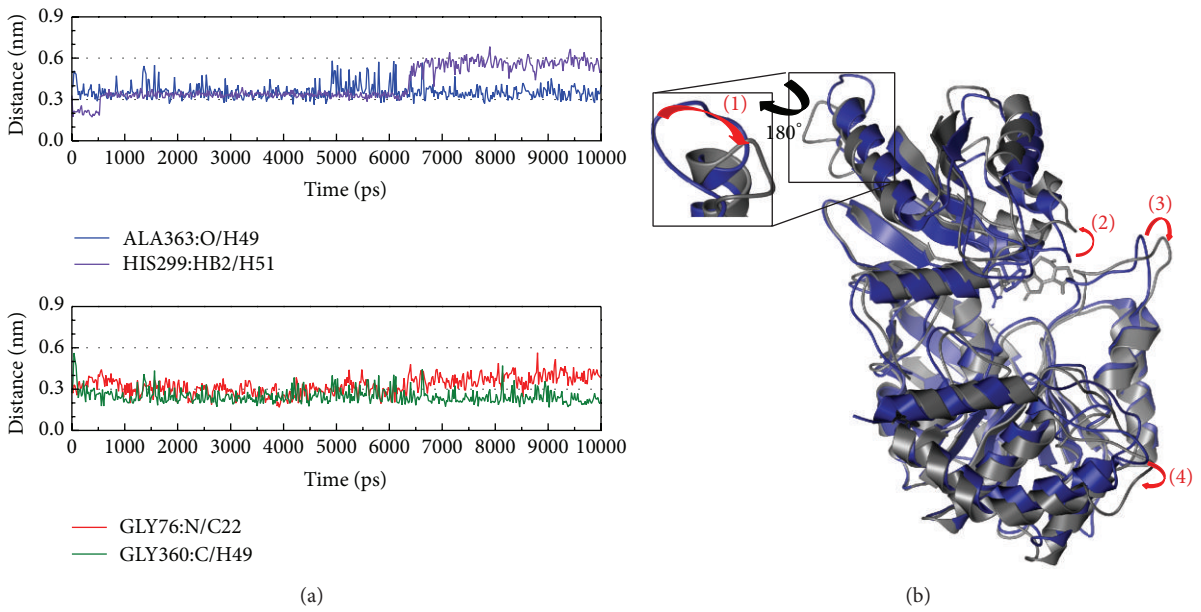 0.9
0.6
0.3
0.0
Distance (nm)
0 1000 2000 3000 4000 5000 6000 7000 8000 9000 10000
Time (ps)
ALA363:O/H49
HIS299:HB2/H51
0.9
0.6
0.3
0.0
Distance (nm)
0 1000 2000 3000 4000 5000 6000 7000 8000 9000 10000
Time (ps)
GLY76:N/C22
GLY360:C/H49
(a)
(1)
180°
(2)
(3)
(4)
(b)